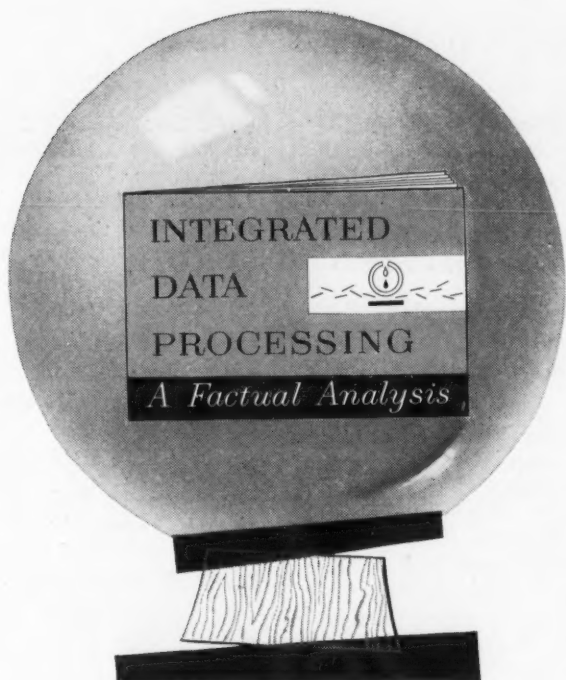 INTEGRATED
DATA
PROCESSING
A Factual Analysis